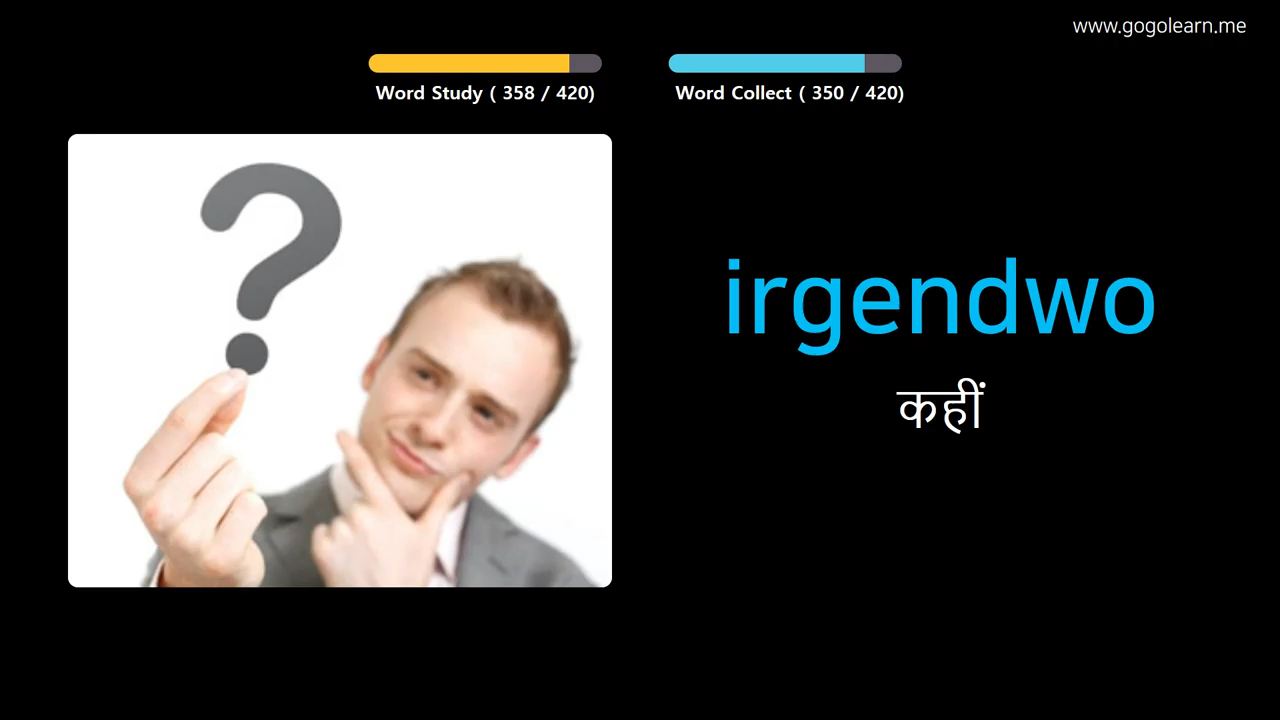 www.gogolearn.me
Word Study ( 358 / 420)
Word Collect ( 350 / 420)
irgendwo
कहीं